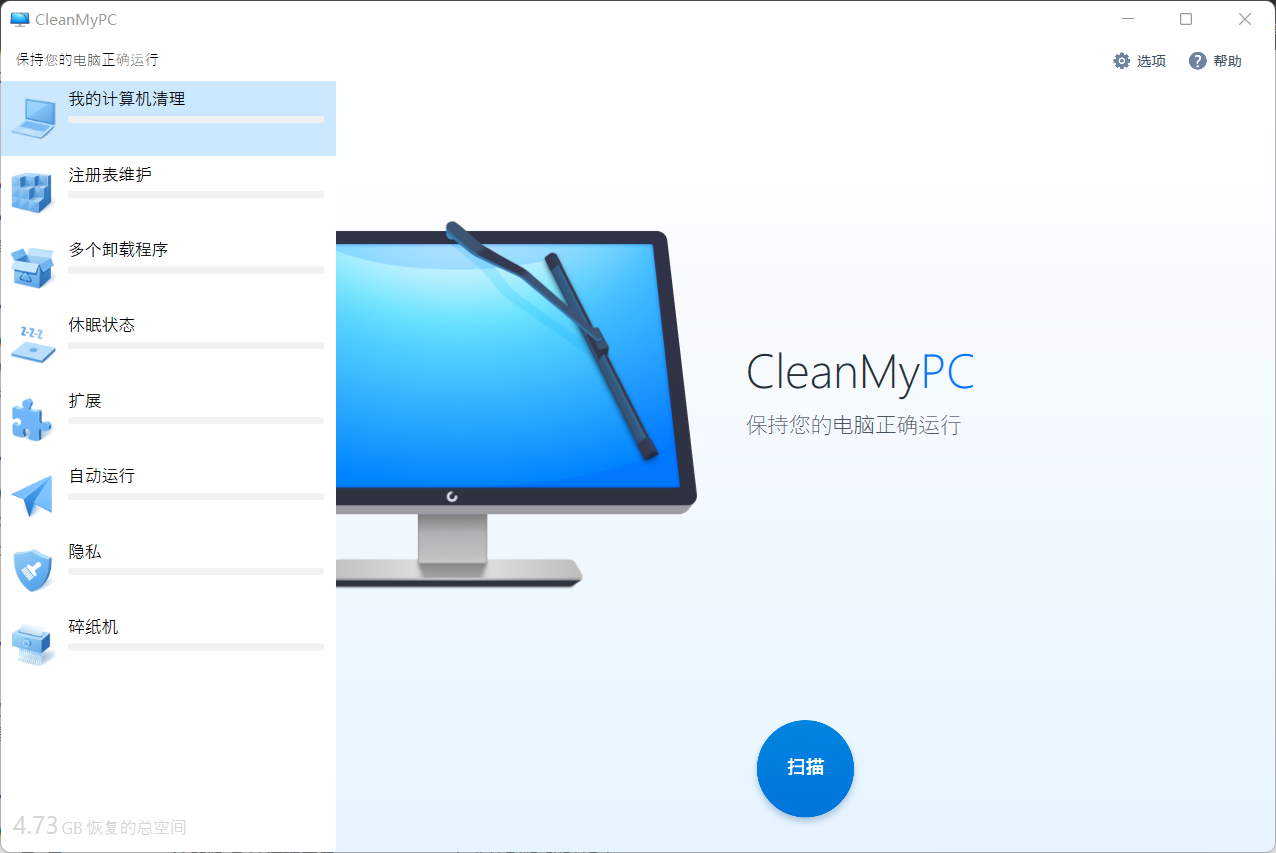 CleanMyPC
保持您的电脑正确运行
选项
帮助
我的计算机清理
注册表维护
多个卸载程序
休眠状态
扩展
自动运行
隐私
碎纸机
CleanMyPC
保持您的电脑正确运行
扫描
4.73 GB 恢复的总空间